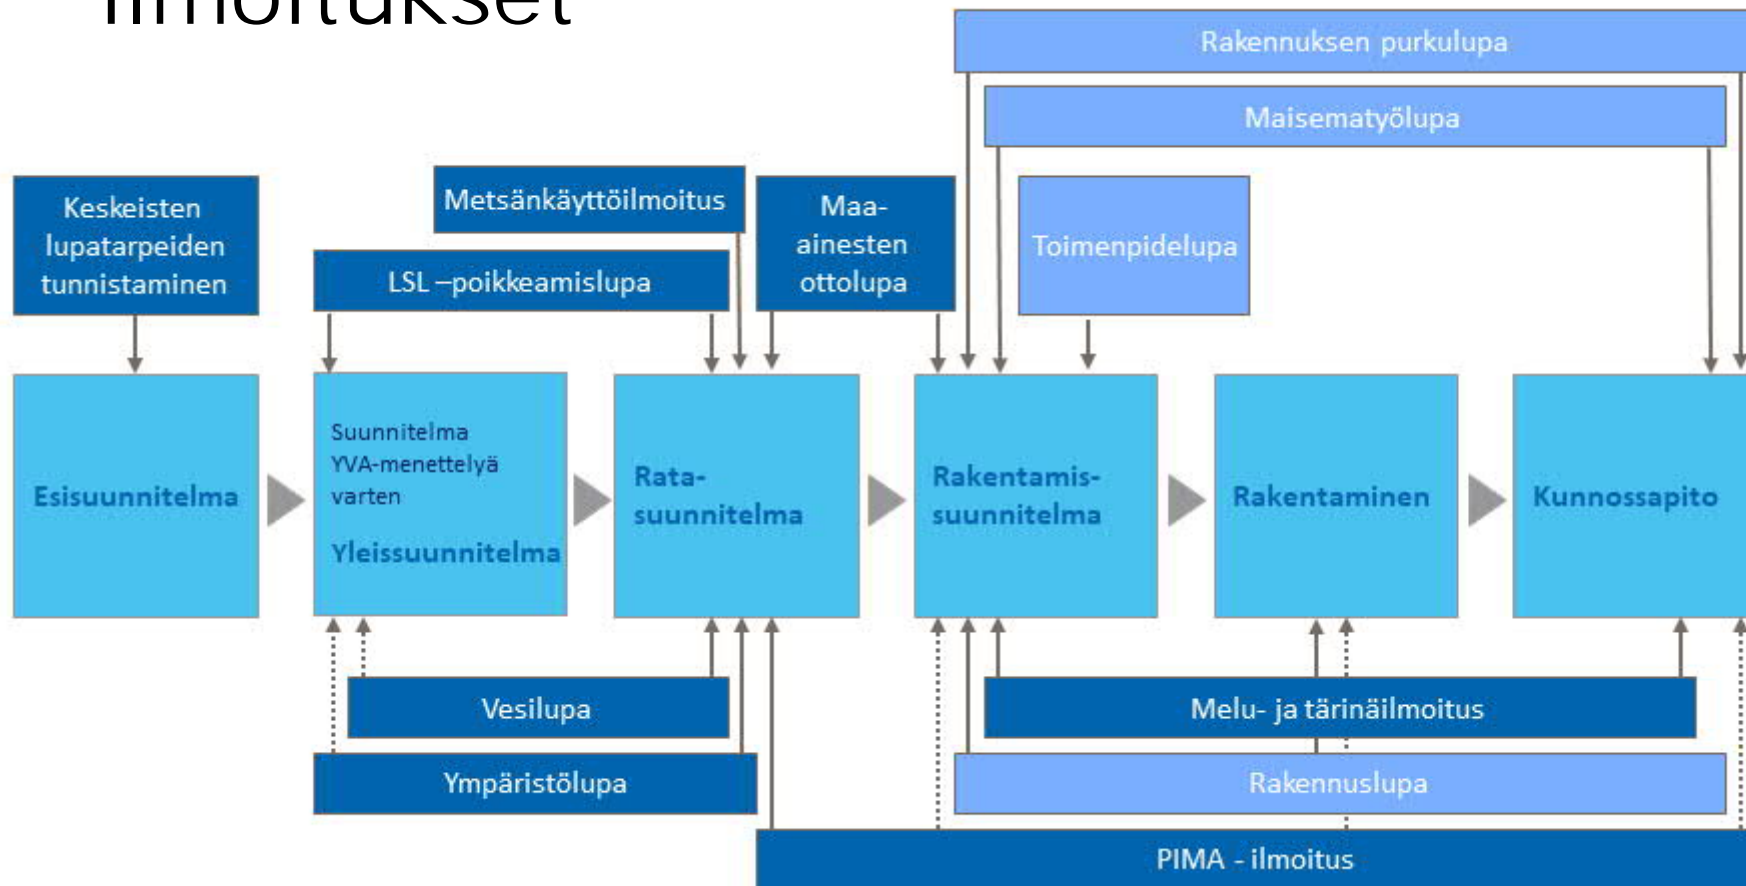 ilmoitukset
Rakennuksen purkulupa
Maisematyölupa
Keskeisten
lupatarpeiden
tunnistaminen
Metsänkäyttöilmoitus
LSL –poikkeamislupa
Maa-
ainesten
ottolupa
Toimenpidelupa
Esisuunnitelma
Suunnitelma
YVA-menettelyä
varten
Yleissuunnitelma
Rata-
suunnitelma
Rakentamis-
suunnitelma
Rakentaminen
Kunnossapito
Vesilupa
Ympäristölupa
Melu- ja tärinäilmoitus
Rakennuslupa
PIMA - ilmoitus